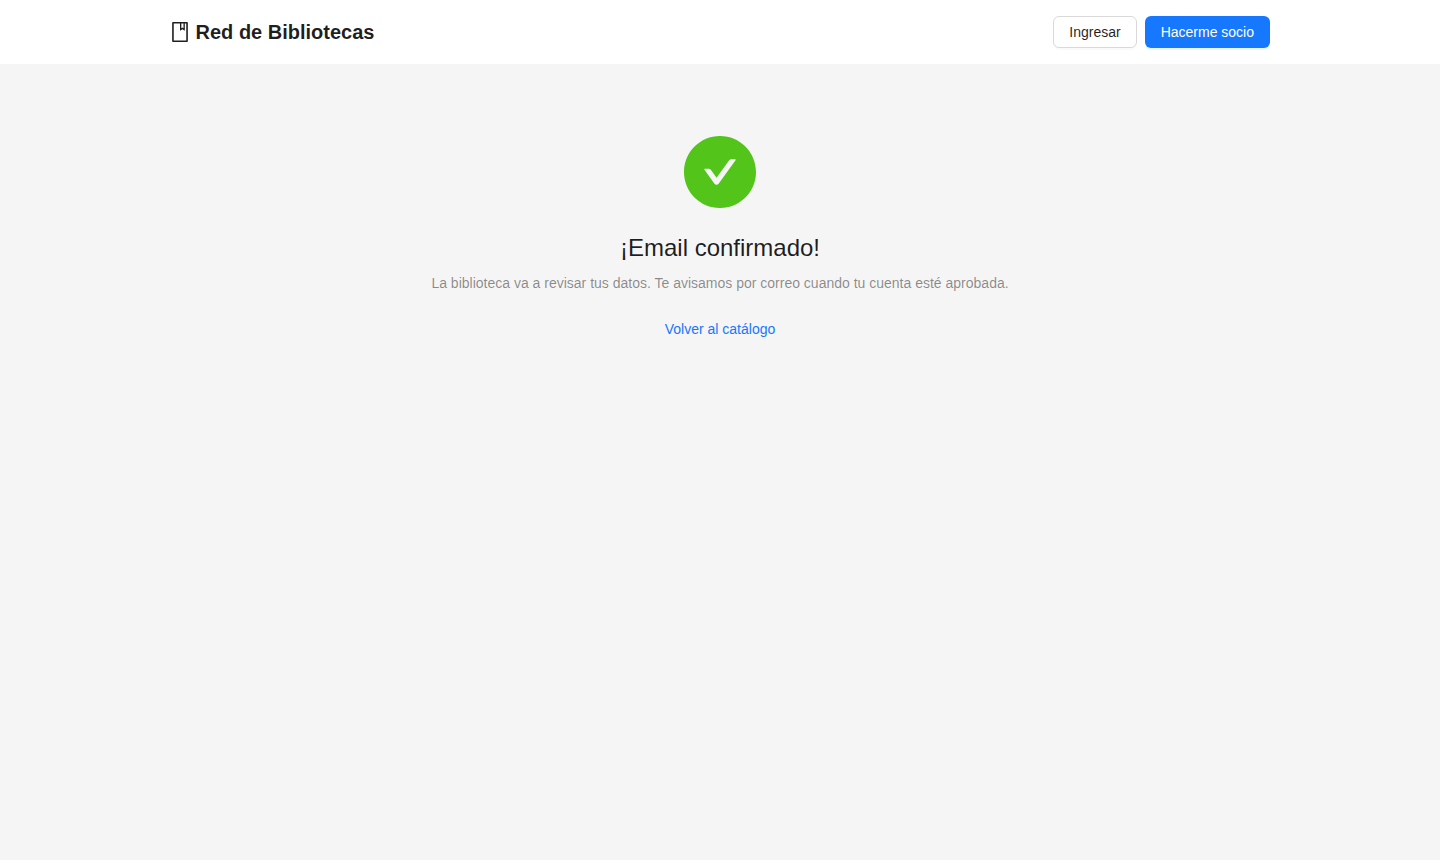 Red de Bibliotecas
Ingresar
Hacerme socio
¡Email confirmado!
La biblioteca va a revisar tus datos. Te avisamos por correo cuando tu cuenta esté aprobada.
Volver al catálogo